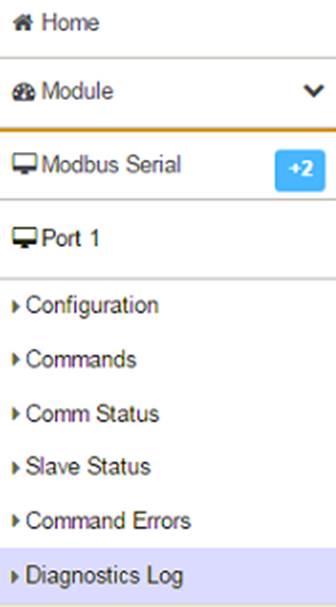 Home
Module
Modbus Serial +2
Port 1
Configuration
Commands
Comm Status
Slave Status
Command Errors
Diagnostics Log